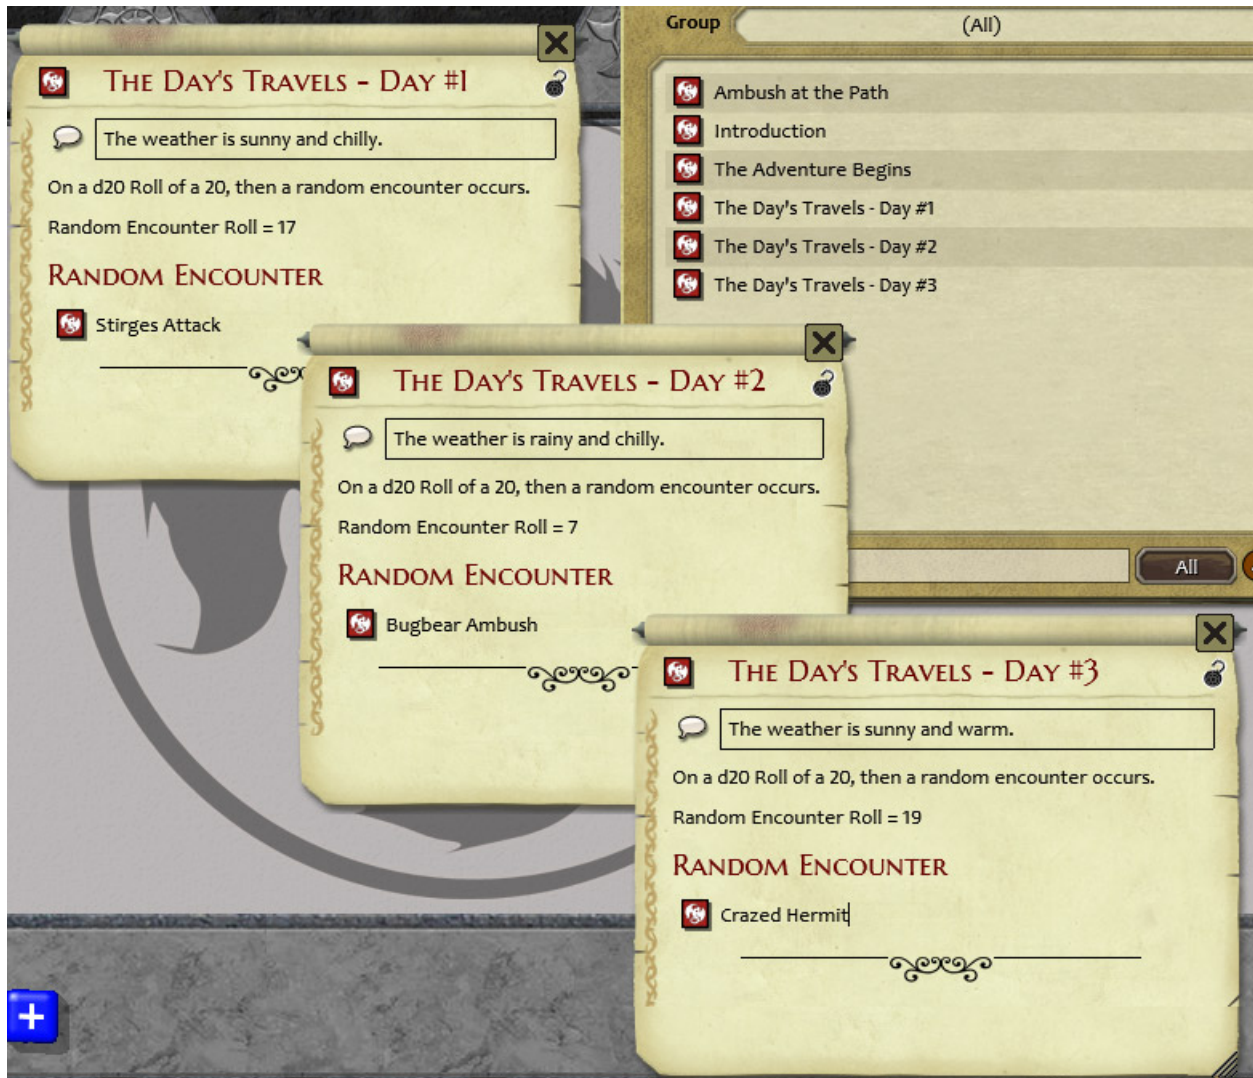 Group (All)
Ambush at the Path
Introduction
The Adventure Begins
The Day's Travels - Day #1
The Day's Travels - Day #2
The Day's Travels - Day #3
All
The Day's Travels - Day #1
The weather is sunny and chilly.
On a d20 Roll of a 20, then a random encounter occurs.
Random Encounter Roll = 17
Random Encounter
Stirges Attack
The Day's Travels - Day #2
The weather is rainy and chilly.
On a d20 Roll of a 20, then a random encounter occurs.
Random Encounter Roll = 7
Random Encounter
Bugbear Ambush
The Day's Travels - Day #3
The weather is sunny and warm.
On a d20 Roll of a 20, then a random encounter occurs.
Random Encounter Roll = 19
Random Encounter
Crazed Hermit